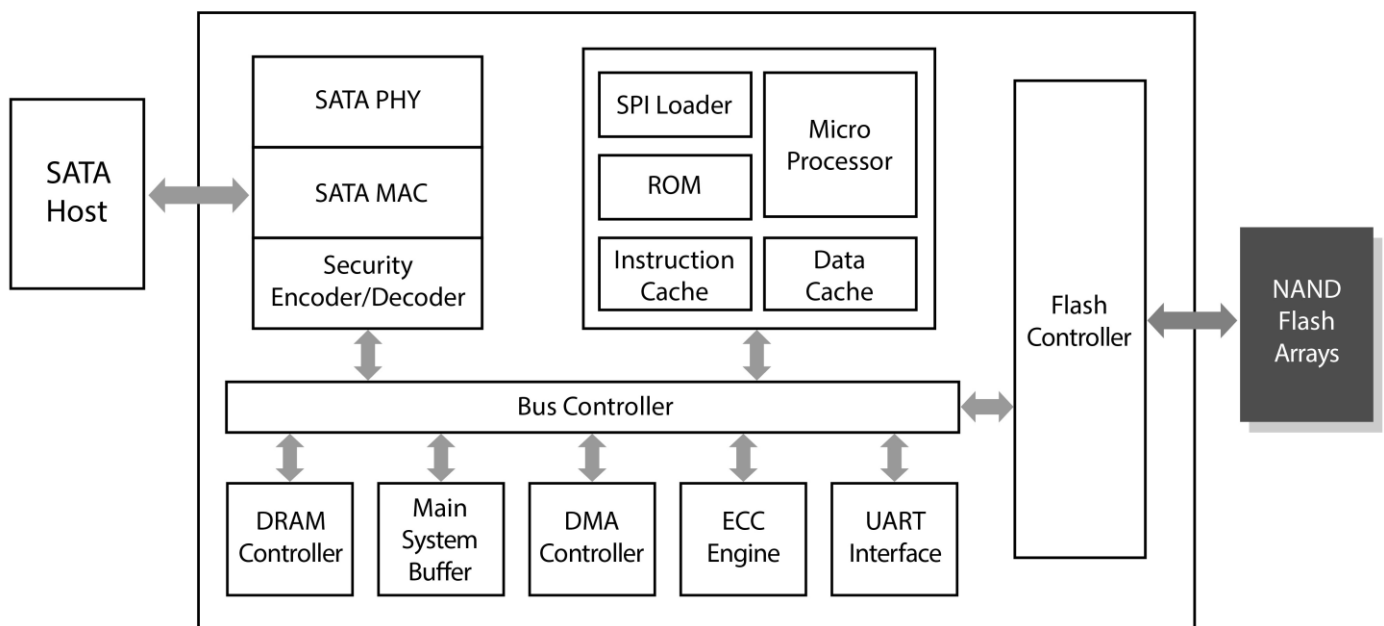 SATA
Host
SATA PHY
SATA MAC
Security
Encoder/Decoder
SPI Loader
ROM
Micro
Processor
Instruction
Cache
Data
Cache
Flash
Controller
NAND
Flash
Arrays
Bus Controller
DRAM
Controller
Main
System
Buffer
DMA
Controller
ECC
Engine
UART
Interface